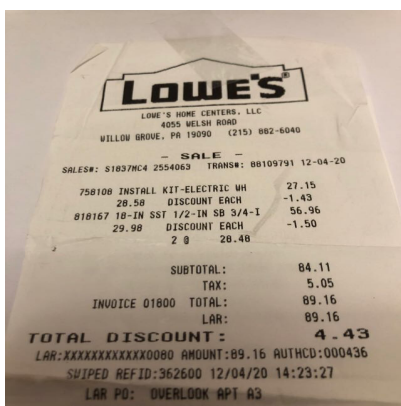 LOWE'S®
LOWE'S HOME CENTERS, LLC
4055 WELSH ROAD
WILLOW GROVE, PA 19090 (215) 882-6040
- SALE -
SALES#: S1837MC4 2554063 TRANS#: 88109791 12-04-20
758108 INSTALL KIT-ELECTRIC WH 27.15
28.58 DISCOUNT EACH -1.43
818167 18-IN SST 1/2-IN SB 3/4-I 56.96
29.98 DISCOUNT EACH -1.50
2 @ 28.48
SUBTOTAL: 84.11
TAX: 5.05
INVOICE 01800 TOTAL: 89.16
LAR: 89.16
TOTAL DISCOUNT: 4.43
LAR:XXXXXXXXXXXX0080 AMOUNT:89.16 AUTHCD:000436
SWIPED REFID:362600 12/04/20 14:23:27
LAR PO: OVERLOOK APT A3